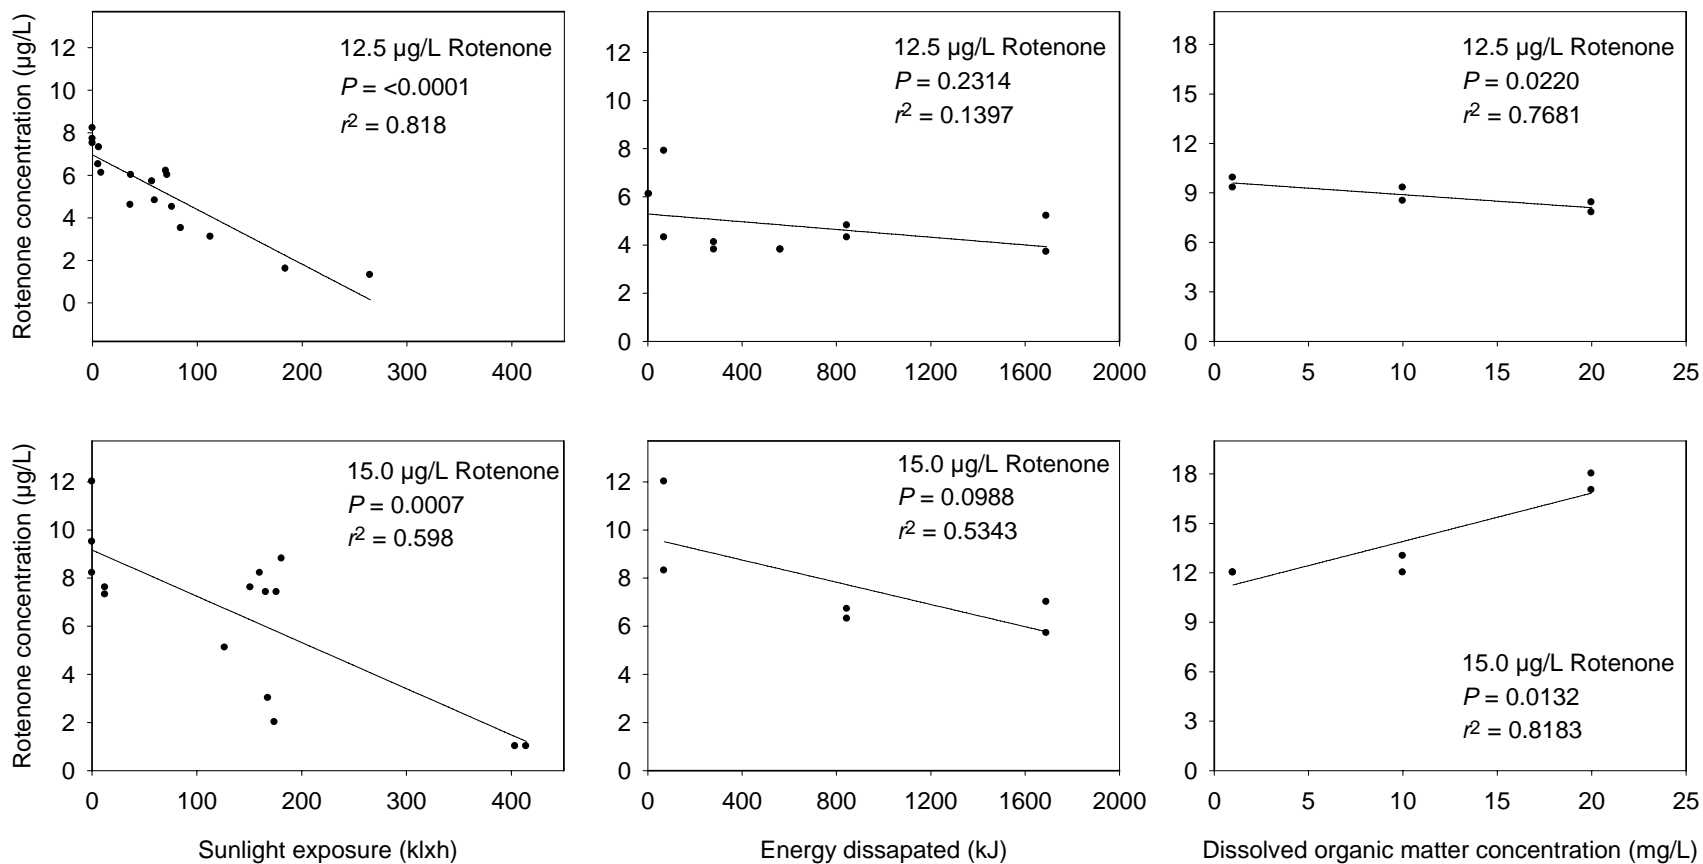 Rotenone concentration (µg/L)
12
10
8
6
4
2
0
12.5 µg/L Rotenone
P = <0.0001
r2 = 0.818
0 100 200 300 400
12
10
8
6
4
2
0
12.5 µg/L Rotenone
P = 0.2314
r2 = 0.1397
0 400 800 1200 1600 2000
18
15
12
9
6
3
0
12.5 µg/L Rotenone
P = 0.0220
r2 = 0.7681
0 5 10 15 20 25
Rotenone concentration (µg/L)
12
10
8
6
4
2
0
15.0 µg/L Rotenone
P = 0.0007
r2 = 0.598
0 100 200 300 400
Sunlight exposure (klxh)
12
10
8
6
4
2
0
15.0 µg/L Rotenone
P = 0.0988
r2 = 0.5343
0 400 800 1200 1600 2000
Energy dissapated (kJ)
18
15
12
9
6
3
0
15.0 µg/L Rotenone
P = 0.0132
r2 = 0.8183
0 5 10 15 20 25
Dissolved organic matter concentration (mg/L)